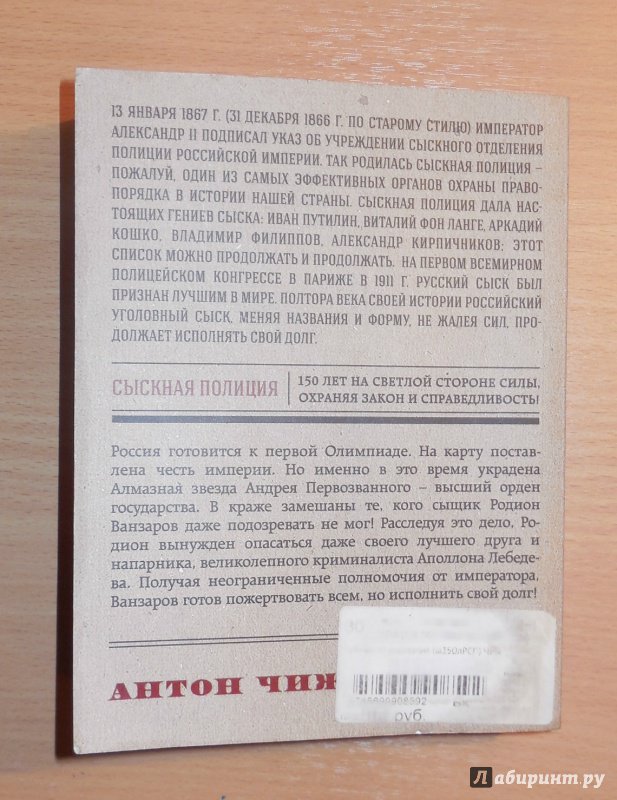 13 ЯНВАРЯ 1867 Г. (31 ДЕКАБРЯ 1866 Г. ПО СТАРОМУ СТИЛЮ) ИМПЕРАТОР
АЛЕКСАНДР II ПОДПИСАЛ УКАЗ ОБ УЧРЕЖДЕНИИ СЫСКНОГО ОТДЕЛЕНИЯ
ПОЛИЦИИ РОССИЙСКОЙ ИМПЕРИИ. ТАК РОДИЛАСЬ СЫСКНАЯ ПОЛИЦИЯ –
ПОЖАЛУЙ, ОДИН ИЗ САМЫХ ЭФФЕКТИВНЫХ ОРГАНОВ ОХРАНЫ ПРАВО-
ПОРЯДКА В ИСТОРИИ НАШЕЙ СТРАНЫ. СЫСКНАЯ ПОЛИЦИЯ ДАЛА НАС-
ТОЯЩИХ ГЕНИЕВ СЫСКА: ИВАН ПУТИЛИН, ВИТАЛИЙ ФОН ЛАНГЕ, АРКАДИЙ
КОШКО, ВЛАДИМИР ФИЛИППОВ, АЛЕКСАНДР КИРПИЧНИКОВ; ЭТОТ
СПИСОК МОЖНО ПРОДОЛЖАТЬ И ПРОДОЛЖАТЬ. НА ПЕРВОМ ВСЕМИРНОМ
ПОЛИЦЕЙСКОМ КОНГРЕССЕ В ПАРИЖЕ В 1911 Г. РУССКИЙ СЫСК БЫЛ
ПРИЗНАН ЛУЧШИМ В МИРЕ. ПОЛТОРА ВЕКА СВОЕЙ ИСТОРИИ РОССИЙСКИЙ
УГОЛОВНЫЙ СЫСК, МЕНЯЯ НАЗВАНИЯ И ФОРМУ, НЕ ЖАЛЕЯ СИЛ, ПРО-
ДОЛЖАЕТ ИСПОЛНЯТЬ СВОЙ ДОЛГ.
СЫСКНАЯ ПОЛИЦИЯ
150 ЛЕТ НА СВЕТЛОЙ СТОРОНЕ СИЛЫ,
ОХРАНЯЯ ЗАКОН И СПРАВЕДЛИВОСТЬ!
Россия готовится к первой Олимпиаде. На карту постав-
лена честь империи. Но именно в это время украдена
Алмазная звезда Андрея Первозванного – высший орден
государства. В краже замешаны те, кого сыщик Родион
Ванзаров даже подозревать не мог! Расследуя это дело, Ро-
дион вынужден опасаться даже своего лучшего друга и
напарника, великолепного криминалиста Аполлона Лебеде-
ва. Получая неограниченные полномочия от императора,
Ванзаров готов пожертвовать всем, но исполнить свой долг!
АНТОН ЧИЖ
руб.
Лабиринт.ру